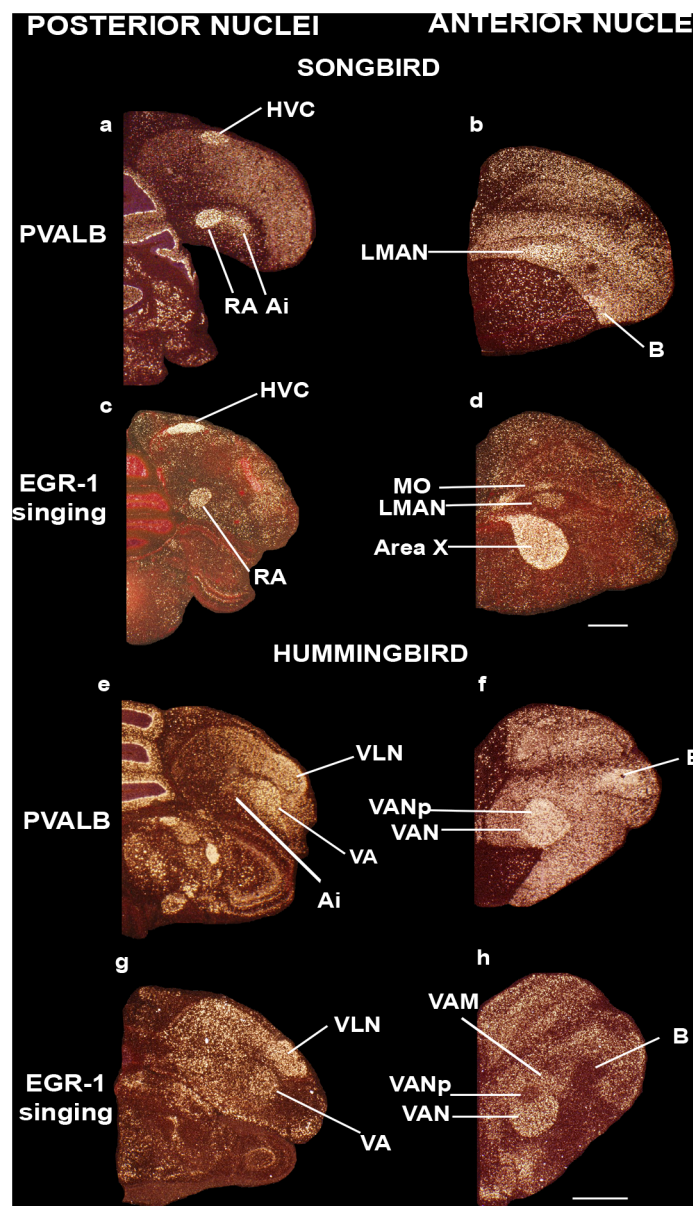 POSTERIOR NUCLEI ANTERIOR NUCLE
SONGBIRD
a HVC b
PVALB
LMAN
RA Ai
B
c HVC d
EGR-1
singing
MO
LMAN
Area X
RA
HUMMINGBIRD
e f
VLN
PVALB
VANp
VAN
VA
Ai
g h
VAM
VLN
B
EGR-1
singing
VANp
VAN
VA